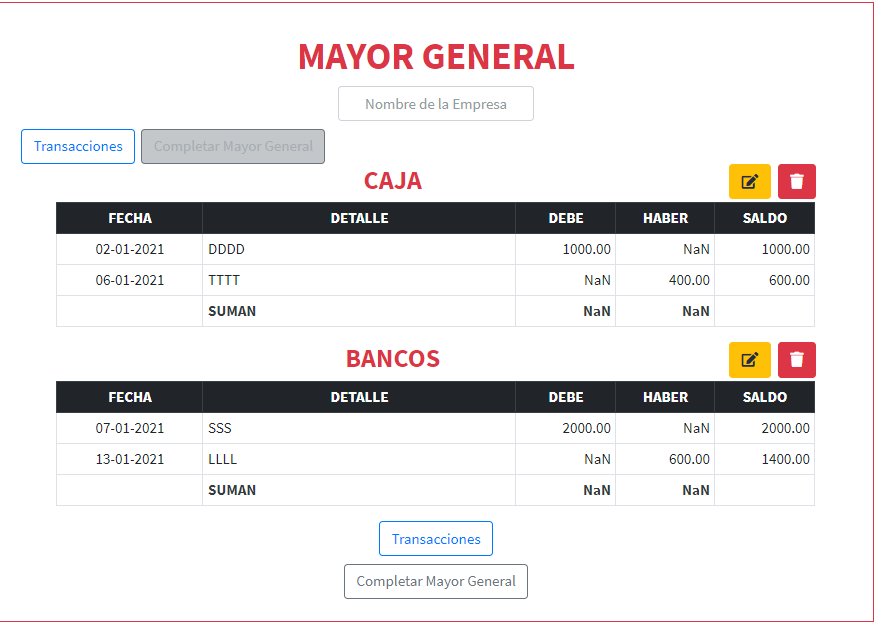 MAYOR GENERAL
Nombre de la Empresa
Transacciones Completar Mayor General
CAJA
FECHA DETALLE DEBE HABER SALDO
02-01-2021 DDDD 1000.00 NaN 1000.00
06-01-2021 TTTT NaN 400.00 600.00
SUMAN NaN NaN
BANCOS
FECHA DETALLE DEBE HABER SALDO
07-01-2021 SSS 2000.00 NaN 2000.00
13-01-2021 LLLL NaN 600.00 1400.00
SUMAN NaN NaN
Transacciones
Completar Mayor General